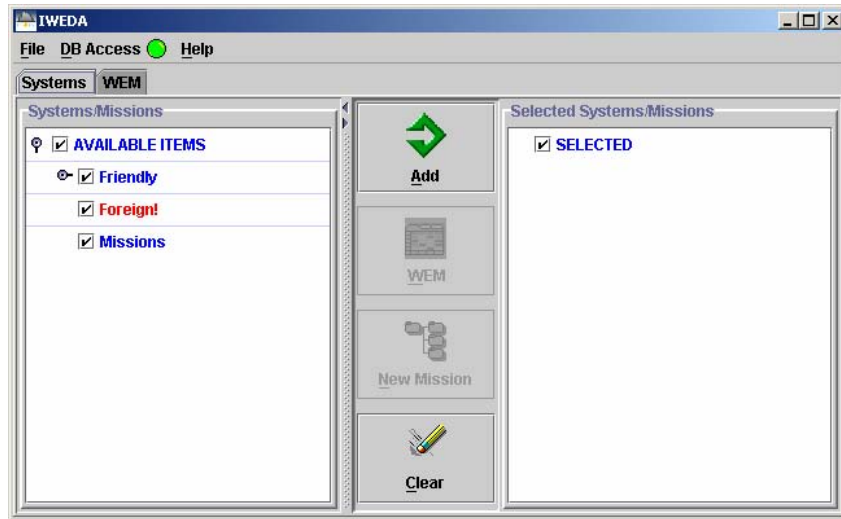 IWEDA
File DB Access Help
Systems WEM
Systems/Missions
AVAILABLE ITEMS
Friendly
Foreign!
Missions
Add
WEM
New Mission
Clear
Selected Systems/Missions
SELECTED